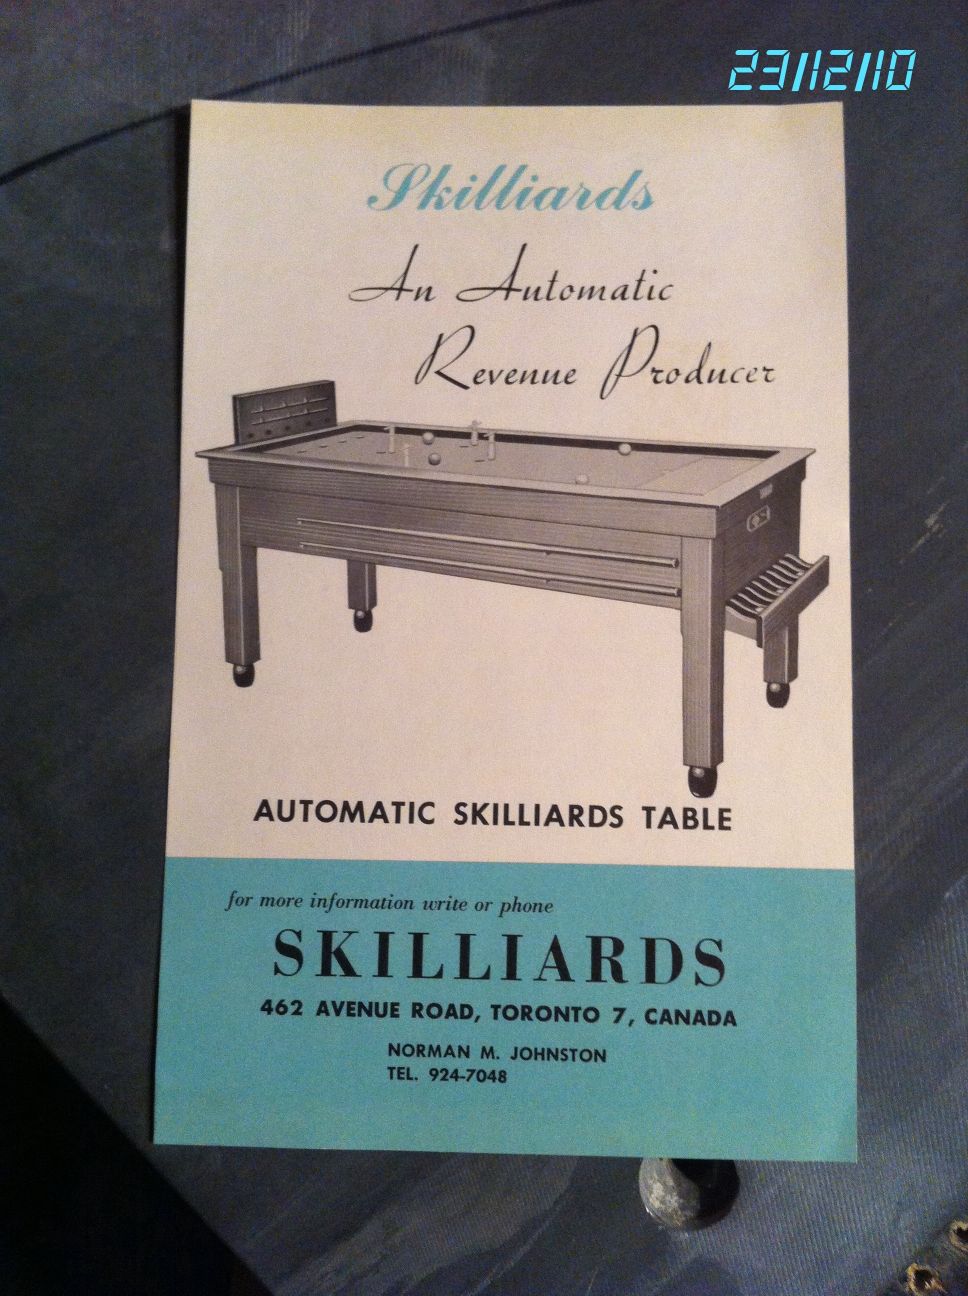 23/12/10
Skilliards
An Automatic
Revenue Producer
AUTOMATIC SKILLIARDS TABLE
for more information write or phone
SKILLIARDS
462 AVENUE ROAD, TORONTO 7, CANADA
NORMAN M. JOHNSTON
TEL. 924-7048